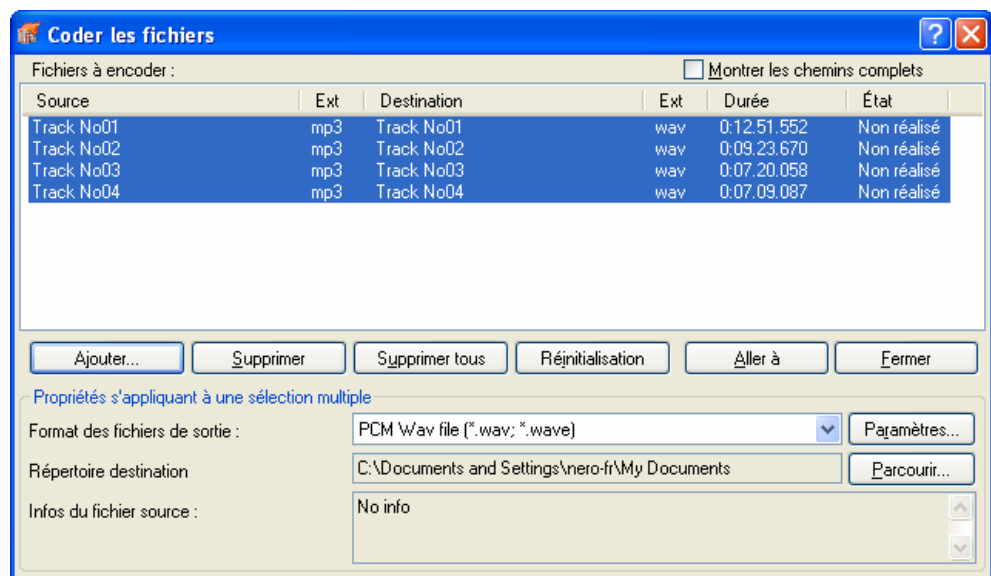 Coder les fichiers
Fichiers à encoder :
Montrer les chemins complets
Source Ext Destination Ext Durée État
Track No01 mp3 Track No01 wav 0:12.51.552 Non réalisé
Track No02 mp3 Track No02 wav 0:09.23.670 Non réalisé
Track No03 mp3 Track No03 wav 0:07.20.058 Non réalisé
Track No04 mp3 Track No04 wav 0:07.09.087 Non réalisé
Ajouter... Supprimer Supprimer tous Réinitialisation Aller à Fermer
Propriétés s'appliquant à une sélection multiple
Format des fichiers de sortie : PCM Wav file (*.wav; *.wave) Paramètres...
Répertoire destination C:\Documents and Settings\nero-fr\My Documents Parcourir...
Infos du fichier source : No info